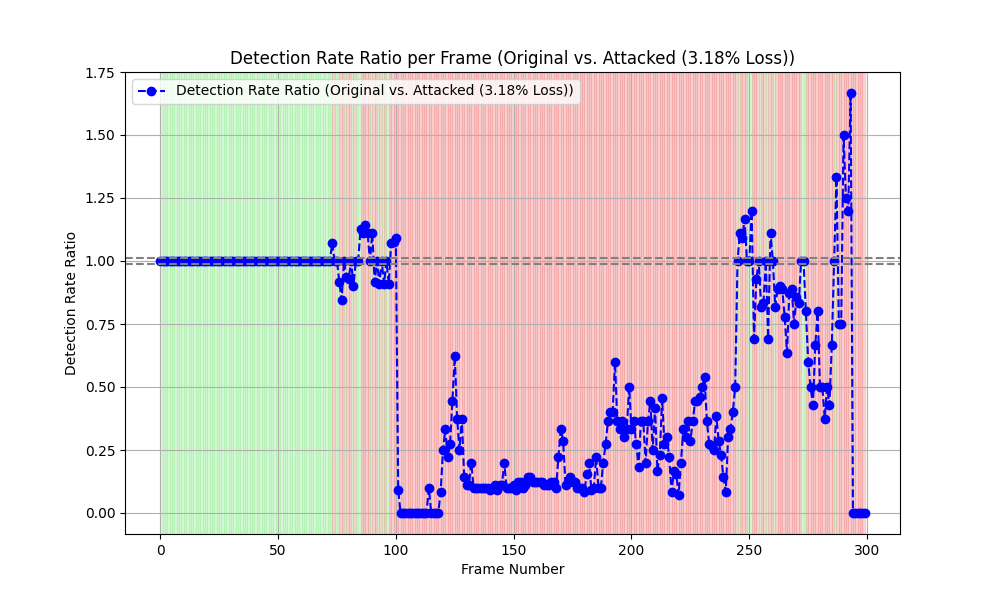 Detection Rate Ratio per Frame (Original vs. Attacked (3.18% Loss))
Detection Rate Ratio (Original vs. Attacked (3.18% Loss))
1.75
1.50
1.25
1.00
0.75
0.50
0.25
0.00
Detection Rate Ratio
0 50 100 150 200 250 300
Frame Number